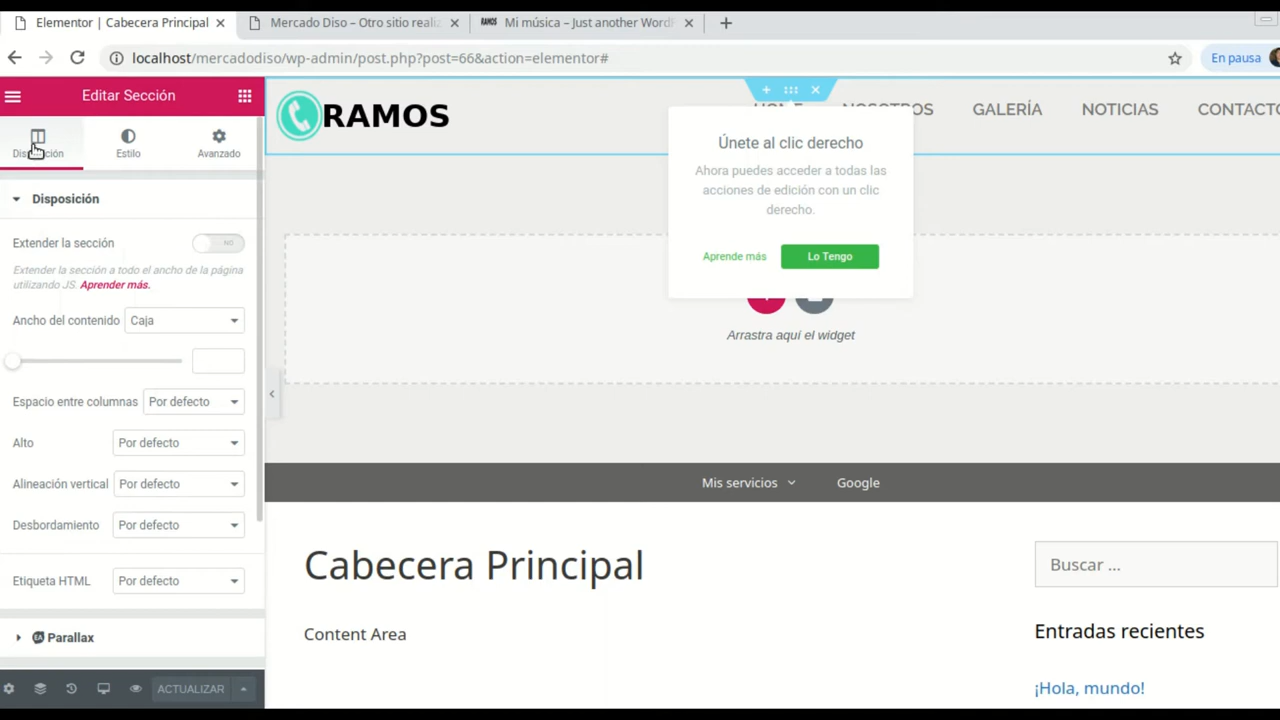 Elementor | Cabecera Principal
Mercado Diso – Otro sitio realiz
RAMOS
Mi música – Just another WordP
localhost/mercadodiso/wp-admin/post.php?post=66&action=elementor#
En pausa
Editar Sección
Estilo
Avanzado
RAMOS
HOME
NOSOTROS
GALERÍA
NOTICIAS
CONTACTO
Disposición
Extender la sección
NO
Extender la sección a todo el ancho de la página
utilizando JS. Aprender más.
Ancho del contenido
Caja
Espacio entre columnas
Por defecto
Alto
Por defecto
Alineación vertical
Por defecto
Desbordamiento
Por defecto
Etiqueta HTML
Por defecto
Parallax
ACTUALIZAR
Únete al clic derecho
Ahora puedes acceder a todas las
acciones de edición con un clic
derecho.
Aprende más
Lo Tengo
Arrastra aquí el widget
Mis servicios
Google
Cabecera Principal
Content Area
Buscar ...
Entradas recientes
¡Hola, mundo!